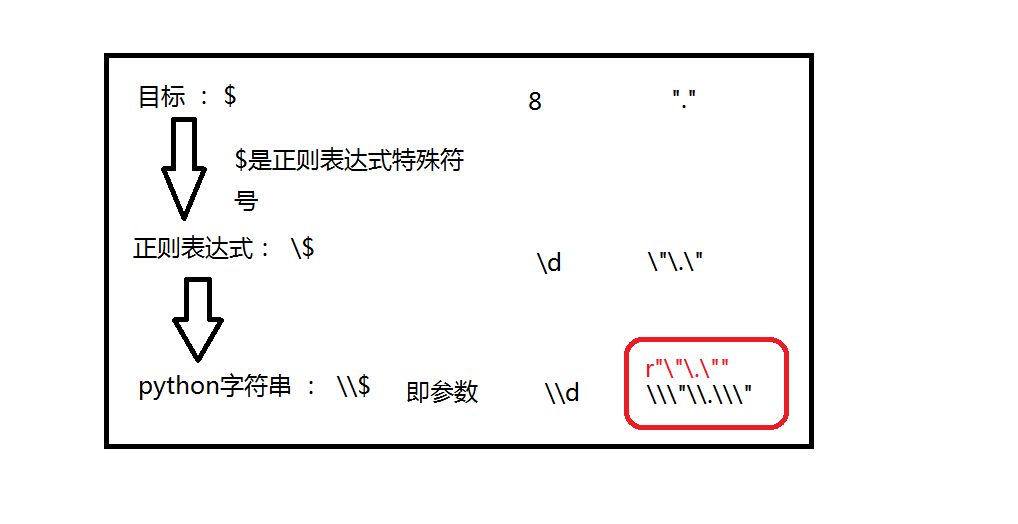 目标 ： $ 8 "."
$是正则表达式特殊符
号
正则表达式： \$ \d \"\.\"
r"\"\.\""
python字符串 ： \\$ 即参数 \\d \\\"\\.\\\"